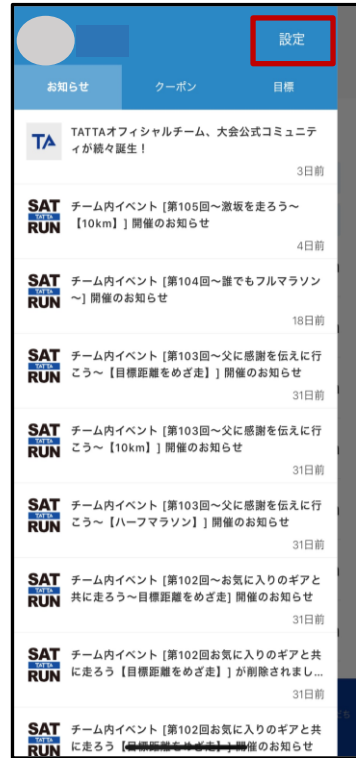 設定
お知らせ
クーポン
目標
TA
TATTAオフィシャルチーム、大会公式コミュニテ
ィが続々誕生！
3日前
SAT
TATTA
RUN
チーム内イベント [第105回〜激坂を走ろう〜
【10km】] 開催のお知らせ
4日前
SAT
TATTA
RUN
チーム内イベント [第104回〜誰でもフルマラソン
〜] 開催のお知らせ
18日前
SAT
TATTA
RUN
チーム内イベント [第103回〜父に感謝を伝えに行
こう〜【目標距離をめざ走】] 開催のお知らせ
31日前
SAT
TATTA
RUN
チーム内イベント [第103回〜父に感謝を伝えに行
こう〜【10km】] 開催のお知らせ
31日前
SAT
TATTA
RUN
チーム内イベント [第103回〜父に感謝を伝えに行
こう〜【ハーフマラソン】] 開催のお知らせ
31日前
SAT
TATTA
RUN
チーム内イベント [第102回〜お気に入りのギアと
共に走ろう〜目標距離をめざ走] 開催のお知らせ
31日前
SAT
TATTA
RUN
チーム内イベント [第102回お気に入りのギアと共
に走ろう【目標距離をめざ走】] が削除されまし...
31日前
SAT
TATTA
RUN
チーム内イベント [第102回お気に入りのギアと共
に走ろう【目標距離をめざ走】] 開催のお知らせ